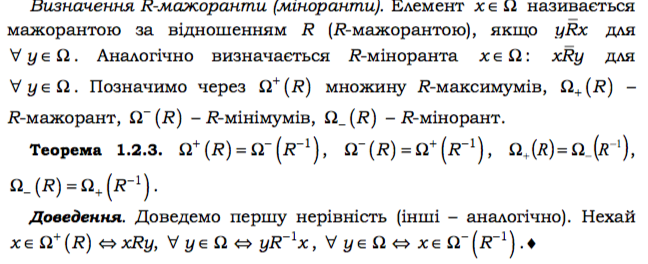 Визначення R-мажоранти (міноранти). Елемент x ∈ Ω називається
мажорантою за відношенням R (R-мажорантою), якщо yR̄x для
∀ y ∈ Ω. Аналогічно визначається R-міноранта x ∈ Ω: xR̄y для
∀ y ∈ Ω. Позначимо через Ω⁺(R) множину R-максимумів, Ω₊(R) –
R-мажорант, Ω⁻(R) – R-мінімумів, Ω₋(R) – R-мінорант.
Теорема 1.2.3. Ω⁺(R) = Ω⁻(R⁻¹), Ω⁻(R) = Ω⁺(R⁻¹), Ω₊(R) = Ω₋(R⁻¹),
Ω₋(R) = Ω₊(R⁻¹).
Доведення. Доведемо першу нерівність (інші – аналогічно). Нехай
x ∈ Ω⁺(R) ⇔ xRy, ∀ y ∈ Ω ⇔ yR⁻¹x, ∀ y ∈ Ω ⇔ x ∈ Ω⁻(R⁻¹).♦